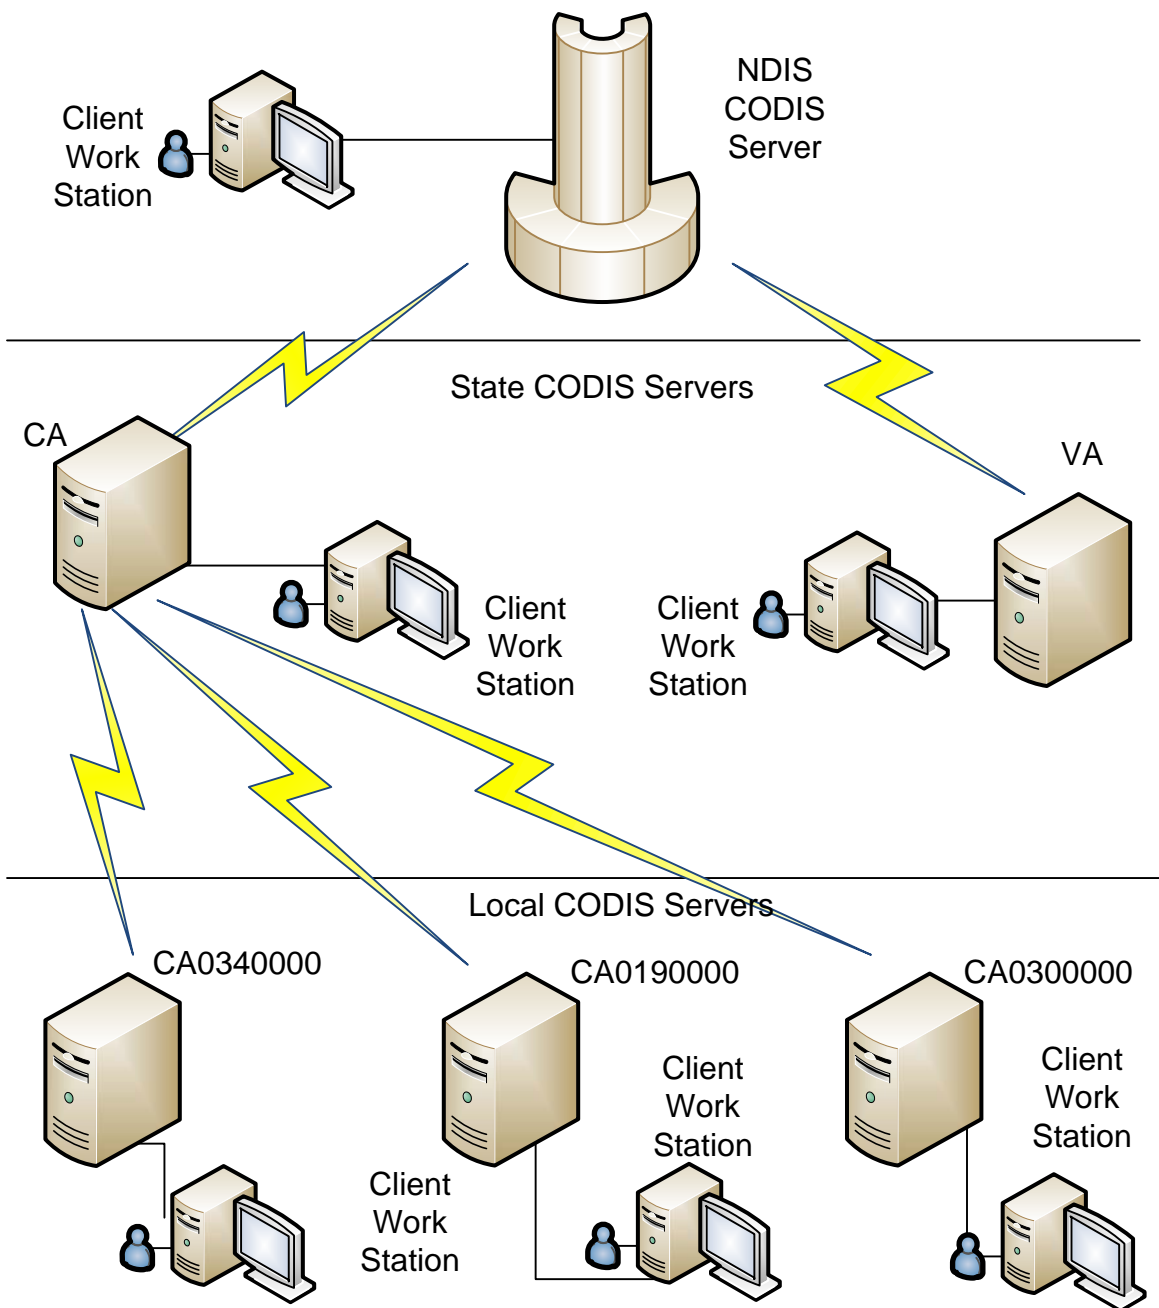 NDIS
CODIS
Server
Client
Work
Station
State CODIS Servers
CA
VA
Client
Work
Station
Client
Work
Station
Local CODIS Servers
CA0340000
CA0190000
CA0300000
Client
Work
Station
Client
Work
Station
Client
Work
Station